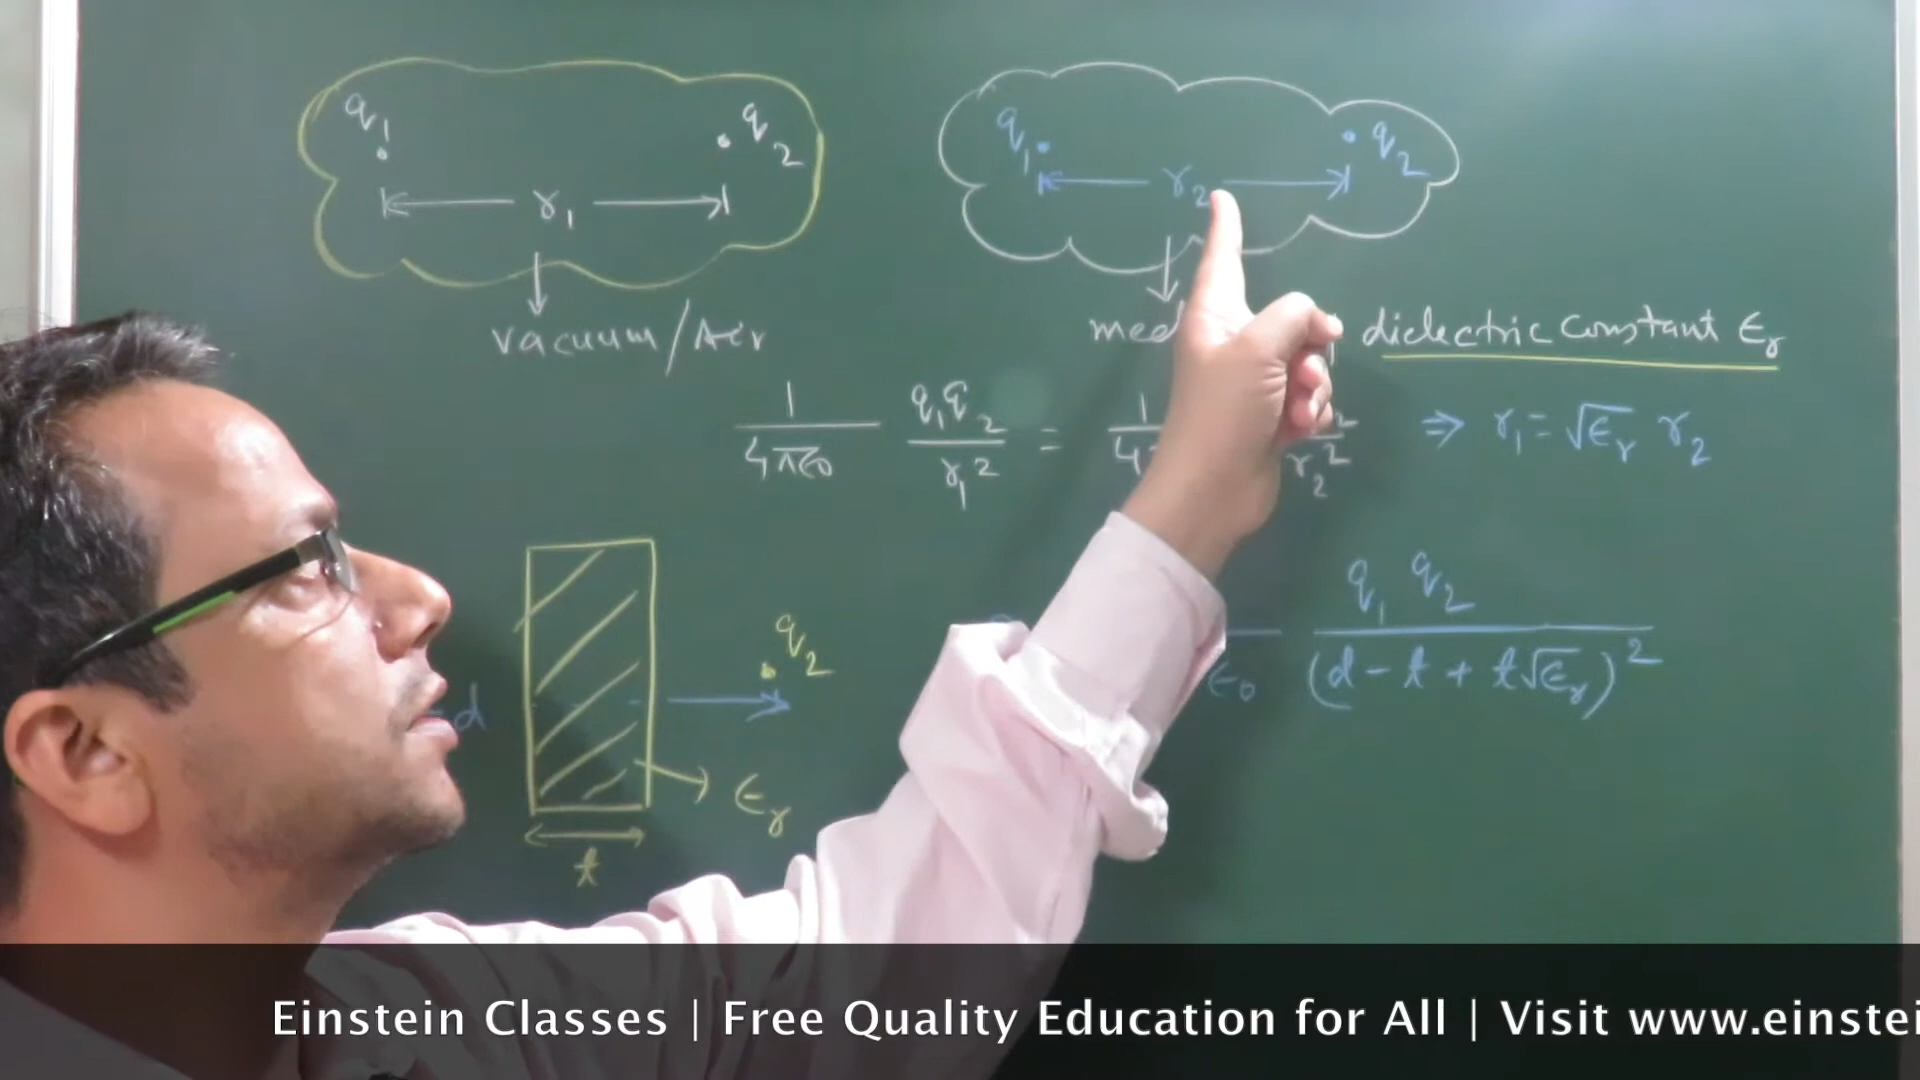 q₁ q₂
r₁
vacuum/Air
q₁ q₂
r₂
med dielectric constant ϵᵣ
1/4πϵ₀ q₁q₂/r₁² = 1/4 2/r₂² ⇒ r₁ = √ϵᵣ r₂
d
q₂
ϵᵣ
t
ϵ₀ q₁ q₂/(d - t + t√ϵᵣ)²
Einstein Classes | Free Quality Education for All | Visit www.einstei